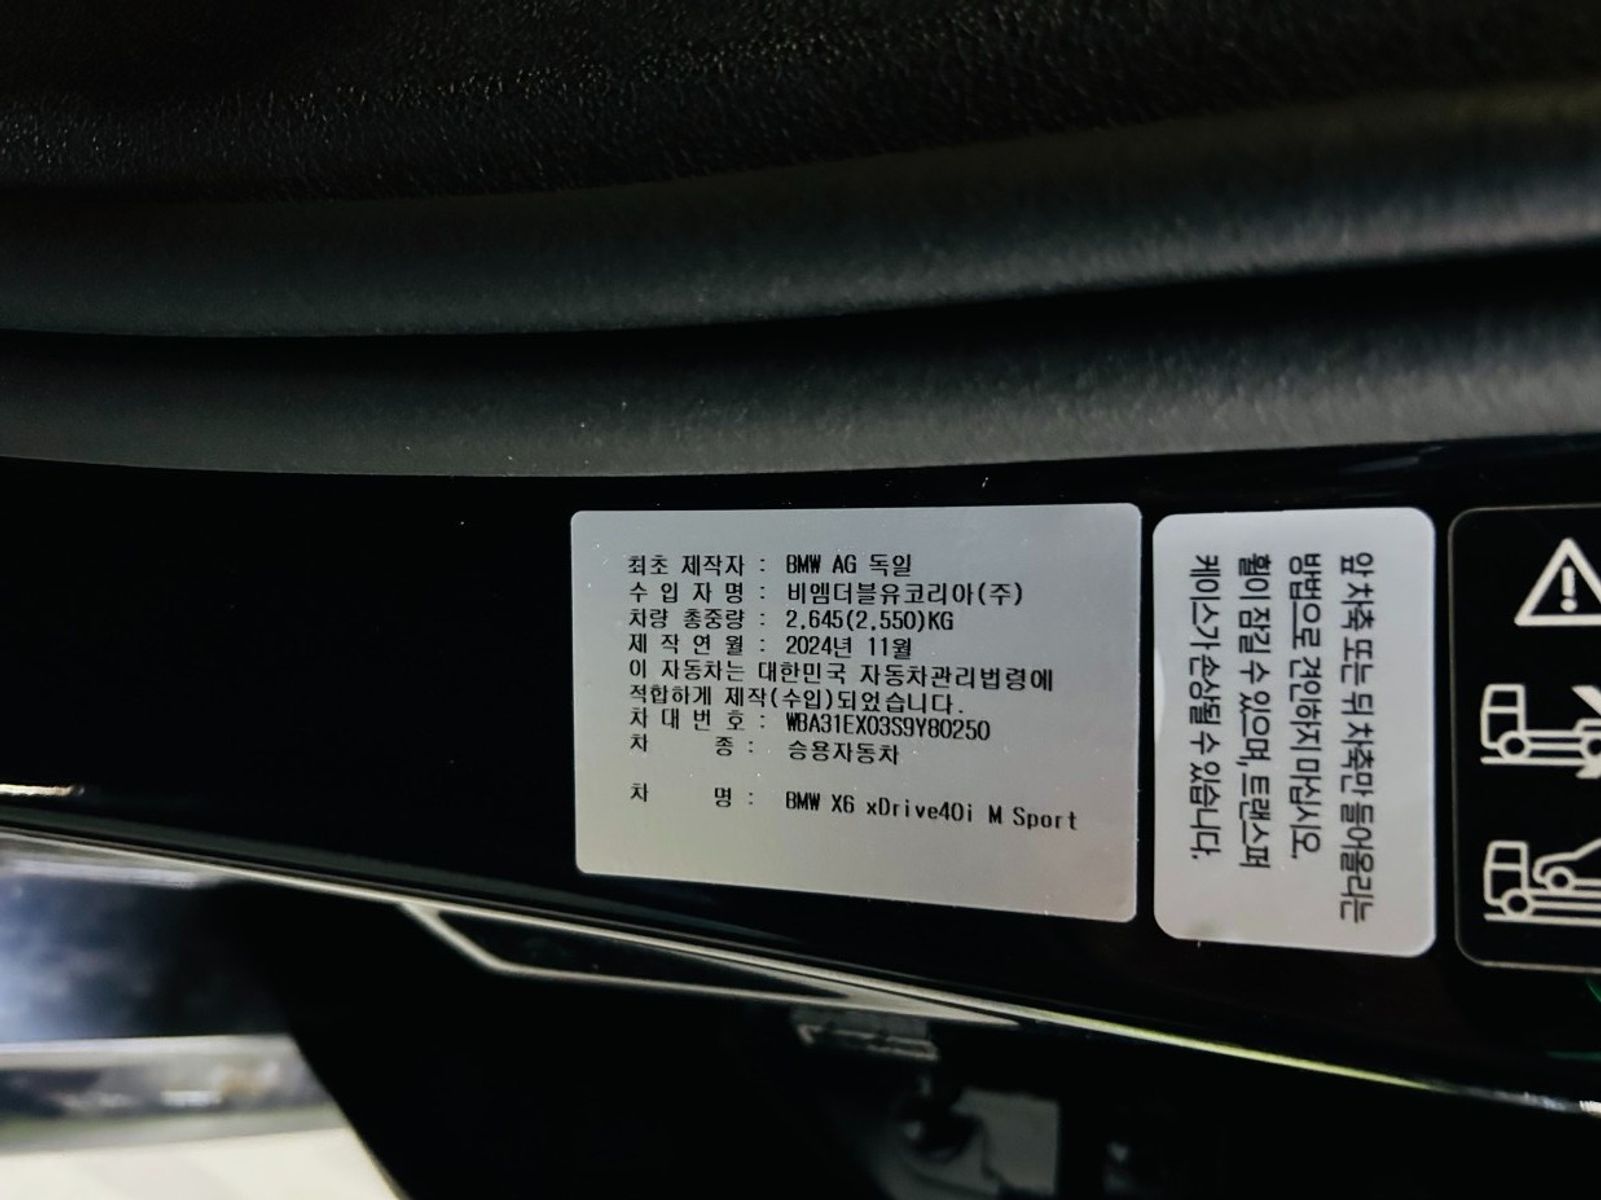 최초 제작자 : BMW AG 독일
수 입 자 명 : 비엠더블유코리아(주)
차량 총중량 : 2,645(2,550)KG
제 작 연 월 : 2024년 11월
이 자동차는 대한민국 자동차관리법령에
적합하게 제작(수입)되었습니다.
차 대 번 호 : WBA31EX03S9Y80250
차 종 : 승용자동차
차 명 : BMW X6 xDrive40i M Sport
앞 차축 또는 뒤 차축만 들어올리는
방법으로 견인하지 마십시오.
휠이 잠길 수 있으며, 트랜스퍼
케이스가 손상될 수 있습니다.